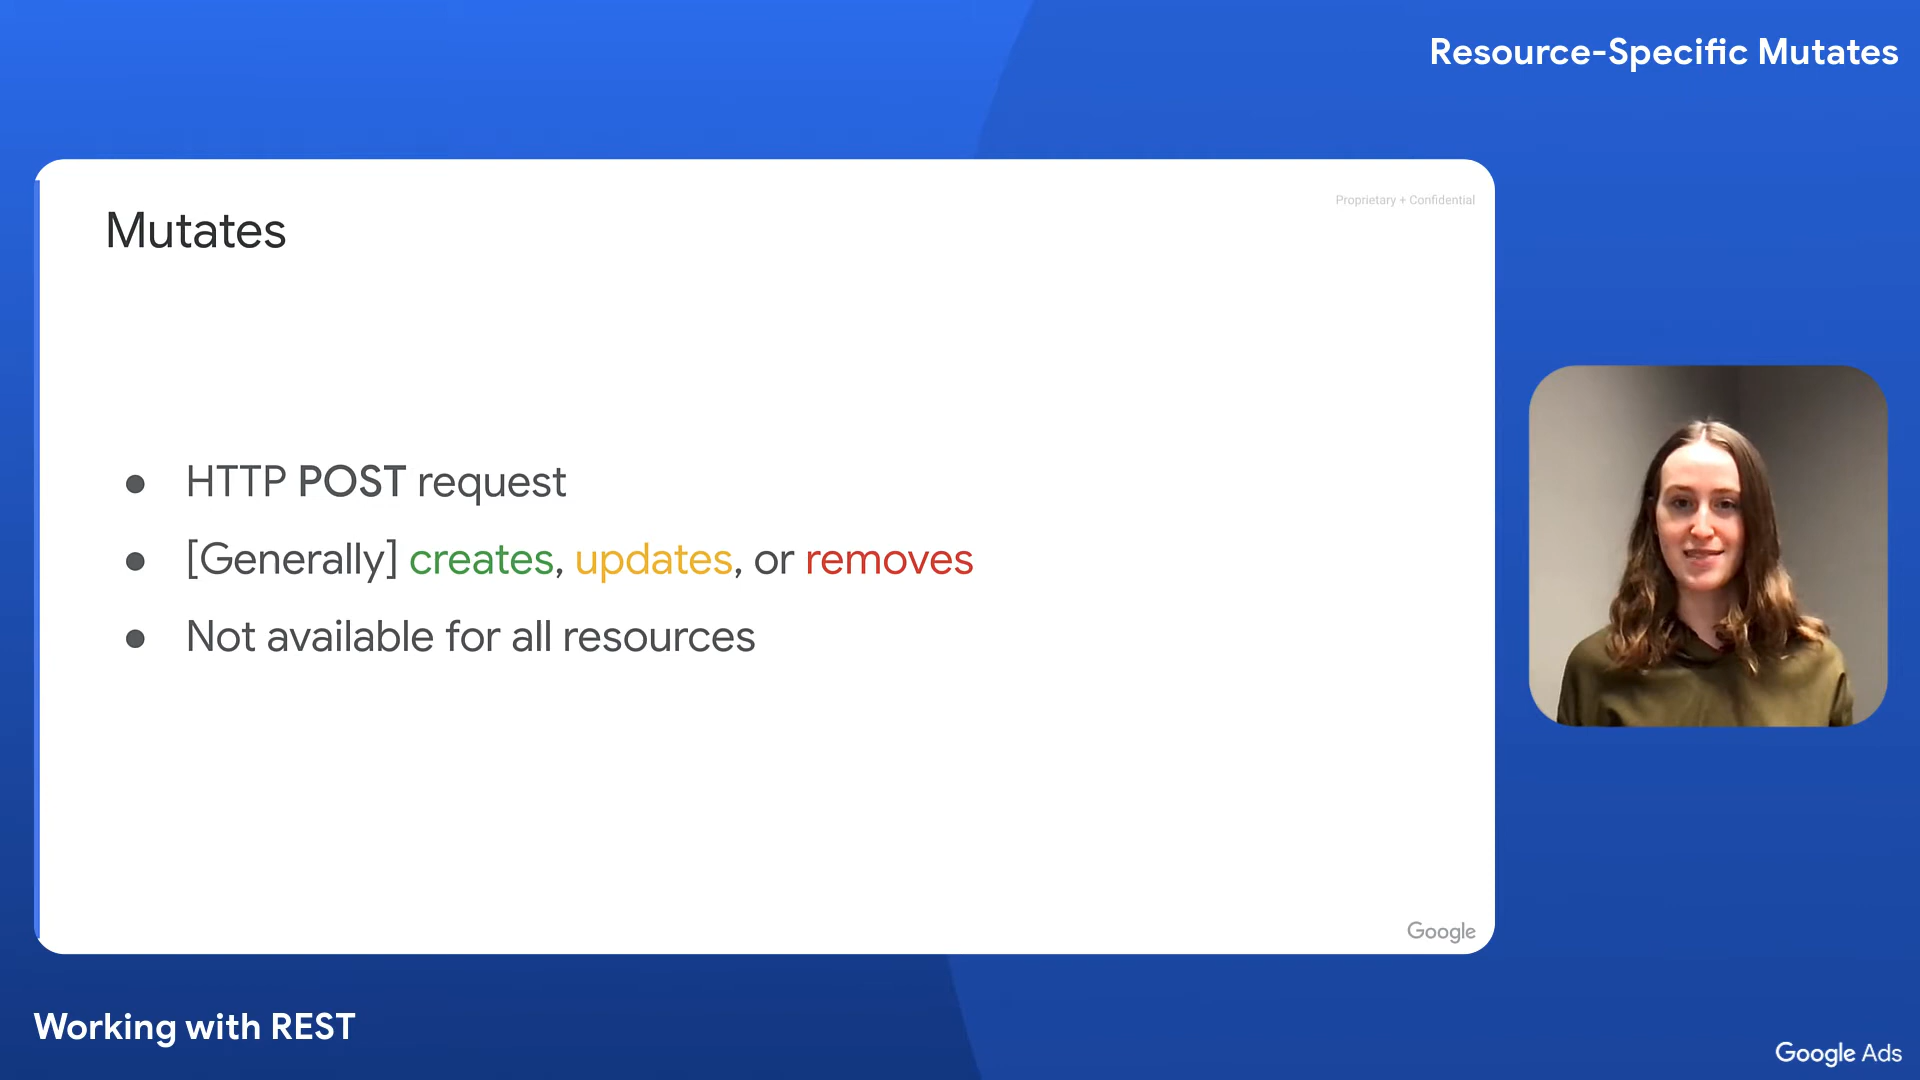 Resource-Specific Mutates
Proprietary + Confidential
Mutates
● HTTP POST request
● [Generally] creates, updates, or removes
● Not available for all resources
Google
Working with REST
Google Ads